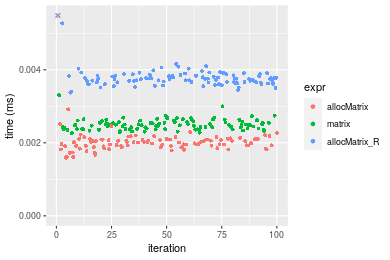 time (ms)
0.004
0.002
0.000
0
25
50
75
100
iteration
expr
allocMatrix
matrix
allocMatrix_R